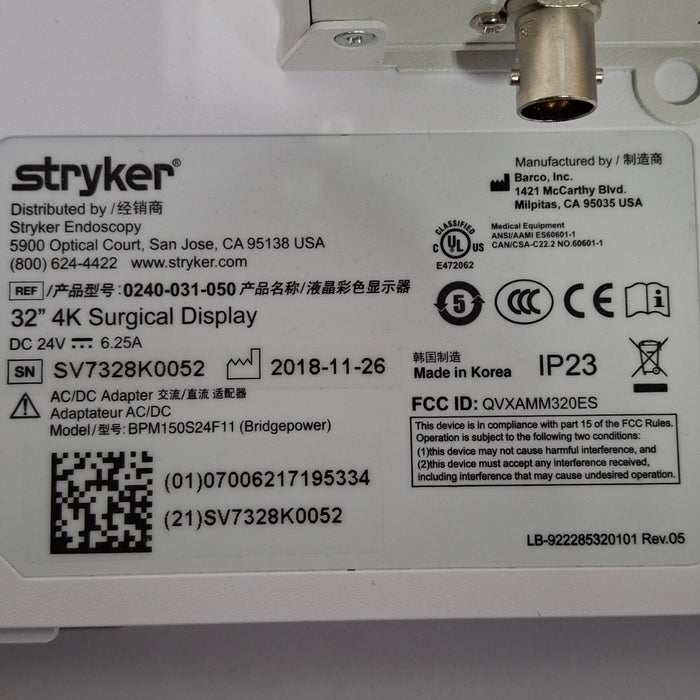 stryker®
Distributed by /经销商
Stryker Endoscopy
5900 Optical Court, San Jose, CA 95138 USA
(800) 624-4422 www.stryker.com
REF /产品型号: 0240-031-050 产品名称/液晶彩色显示器
32" 4K Surgical Display
DC 24V ⎓ 6.25A
SN SV7328K0052 2018-11-26
AC/DC Adapter 交流/直流 适配器
Adaptateur AC/DC
Model/型号: BPM150S24F11 (Bridgepower)
(01)07006217195334
(21)SV7328K0052
Manufactured by / 制造商
Barco, Inc.
1421 McCarthy Blvd.
Milpitas, CA 95035 USA
CLASSIFIED
C UL US
E472062
Medical Equipment
ANSI/AAMI ES60601-1
CAN/CSA-C22.2 NO.60601-1
5 CCC CE i
韩国制造
Made in Korea IP23
FCC ID: QVXAMM320ES
This device is in compliance with part 15 of the FCC Rules.
Operation is subject to the following two conditions:
(1)this device may not cause harmful interference, and
(2)this device must accept any interference received,
including interference that may cause undesired operation.
LB-922285320101 Rev.05